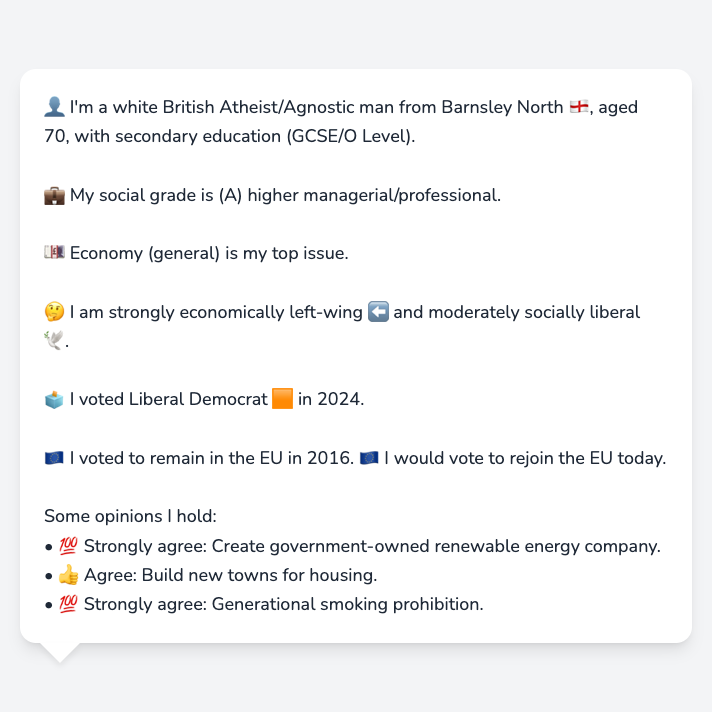 👤 I'm a white British Atheist/Agnostic man from Barnsley North 🏴󠁧󠁢󠁥󠁮󠁧󠁿, aged
70, with secondary education (GCSE/O Level).
💼 My social grade is (A) higher managerial/professional.
💷 Economy (general) is my top issue.
🤔 I am strongly economically left-wing ⬅️ and moderately socially liberal
🕊️.
🗳️ I voted Liberal Democrat 🟧 in 2024.
🇪🇺 I voted to remain in the EU in 2016. 🇪🇺 I would vote to rejoin the EU today.
Some opinions I hold:
• 💯 Strongly agree: Create government-owned renewable energy company.
• 👍 Agree: Build new towns for housing.
• 💯 Strongly agree: Generational smoking prohibition.